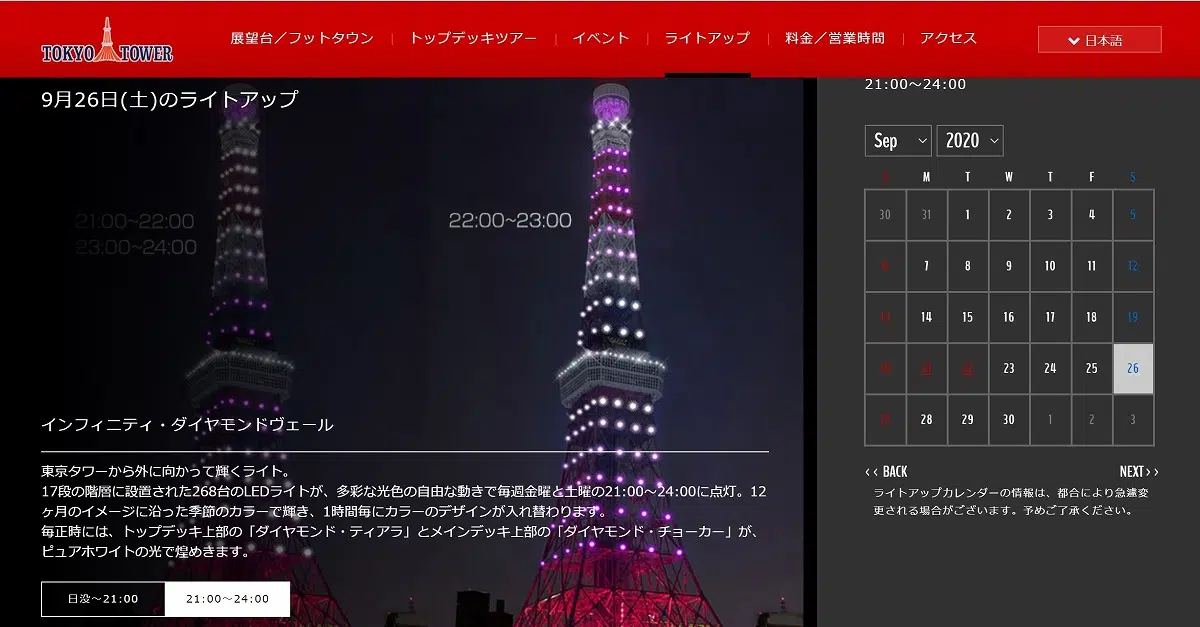 TOKYO TOWER
展望台／フットタウン | トップデッキツアー | イベント | ライトアップ | 料金／営業時間 | アクセス
日本語
9月26日(土)のライトアップ
21:00~22:00
23:00~24:00
22:00~23:00
インフィニティ・ダイヤモンドヴェール
東京タワーから外に向かって輝くライト。
17段の階層に設置された268台のLEDライトが、多彩な光色の自由な動きで毎週金曜と土曜の21:00～24:00に点灯。12
ヶ月のイメージに沿った季節のカラーで輝き、1時間毎にカラーのデザインが入れ替わります。
毎正時には、トップデッキ上部の「ダイヤモンド・ティアラ」とメインデッキ上部の「ダイヤモンド・チョーカー」が、
ピュアホワイトの光で煌めきます。
日没～21:00 21:00～24:00
21:00～24:00
Sep 2020
S M T W T F S
30 31 1 2 3 4 5
6 7 8 9 10 11 12
13 14 15 16 17 18 19
20 21 22 23 24 25 26
27 28 29 30 1 2 3
‹‹ BACK NEXT ››
ライトアップカレンダーの情報は、都合により急遽変
更される場合がございます。予めご了承ください。